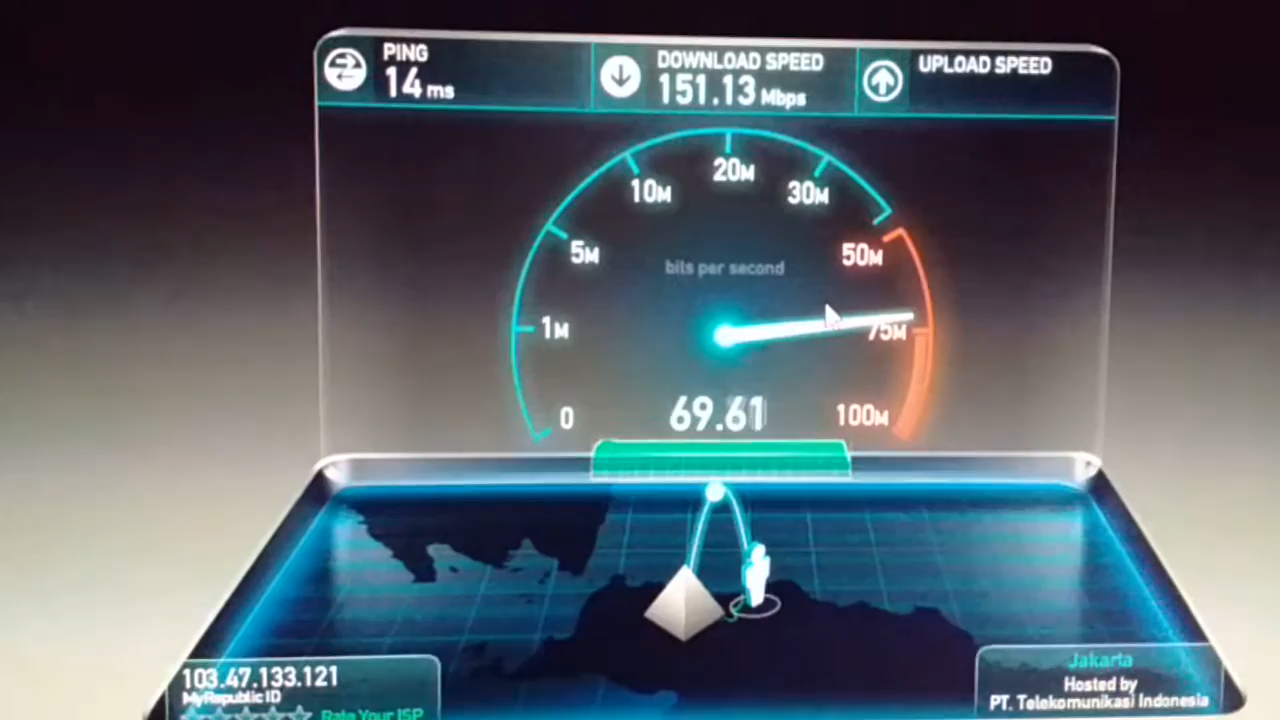 PING
14 ms
DOWNLOAD SPEED
151.13 Mbps
UPLOAD SPEED
20M
10M
30M
5M
50M
bits per second
1M
75M
0
69.61
100M
103.47.133.121
MyRepublic ID
Rate Your ISP
Jakarta
Hosted by
PT. Telekomunikasi Indonesia